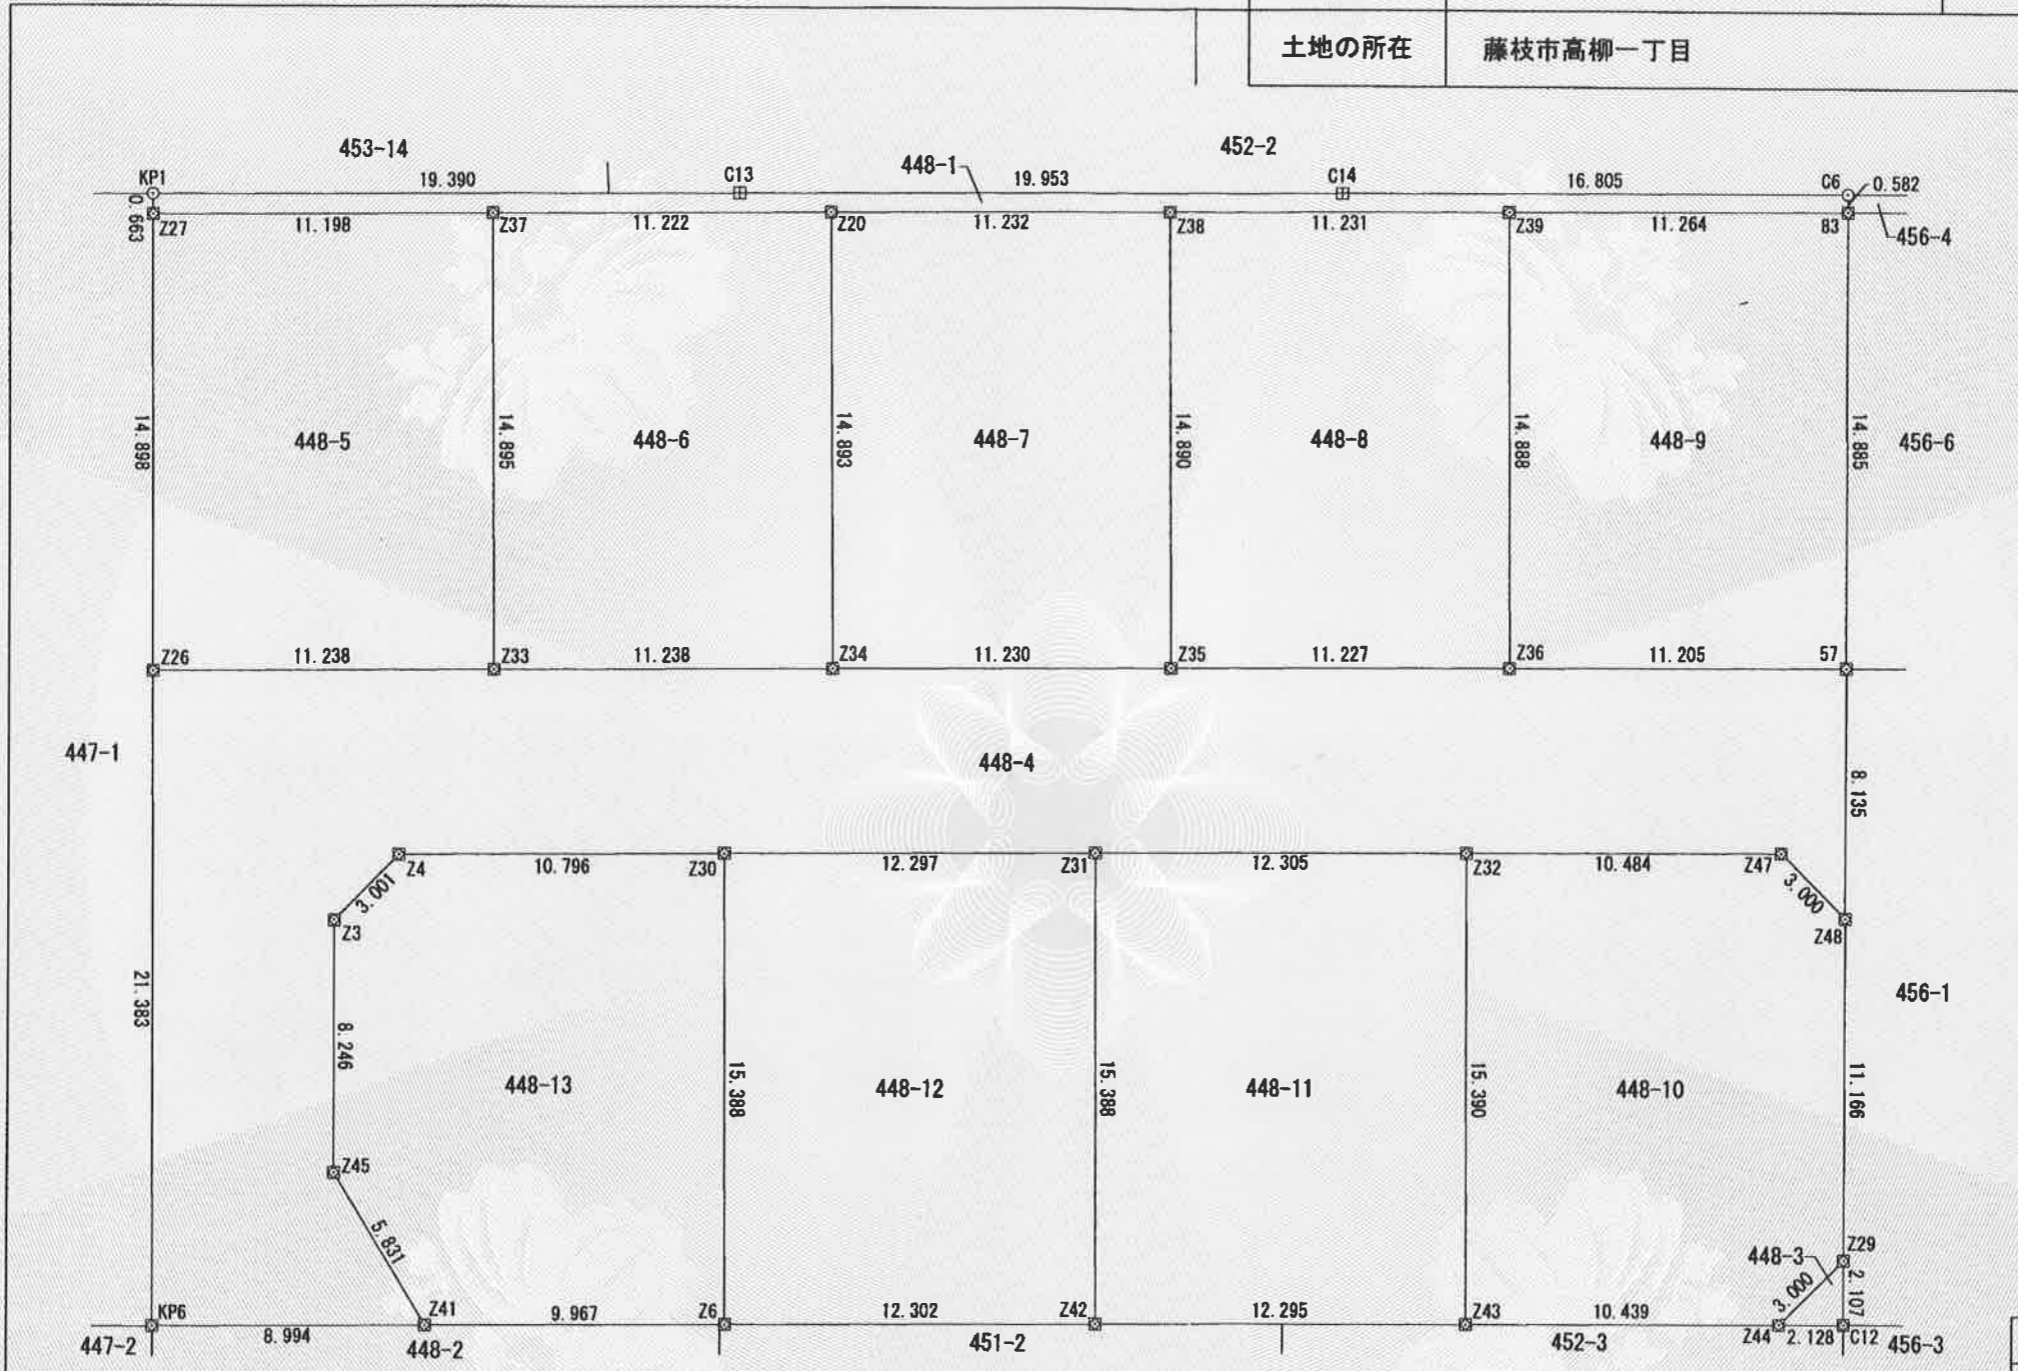 土地の所在 藤枝市高柳一丁目
453-14 452-2
KP1 19.390 C13 448-1 19.953 C14 16.805 C6 0.582
0.663 Z27 11.198 Z37 11.222 Z20 11.232 Z38 11.231 Z39 11.264 83 456-4
14.898 448-5 14.895 448-6 14.893 448-7 14.890 448-8 14.888 448-9 14.885 456-6
Z26 11.238 Z33 11.238 Z34 11.230 Z35 11.227 Z36 11.205 57
447-1 448-4 8.135
Z4 10.796 Z30 12.297 Z31 12.305 Z32 10.484 Z47
3.001 3.000
Z3 Z48
21.383 456-1
8.246 448-13 15.388 448-12 15.388 448-11 15.390 448-10 11.166
Z45
5.831 448-3 Z29
3.000 2.107
KP6 Z41 9.967 Z6 12.302 Z42 12.295 Z43 10.439
447-2 8.994 448-2 451-2 452-3 Z44 2.128 C12 456-3